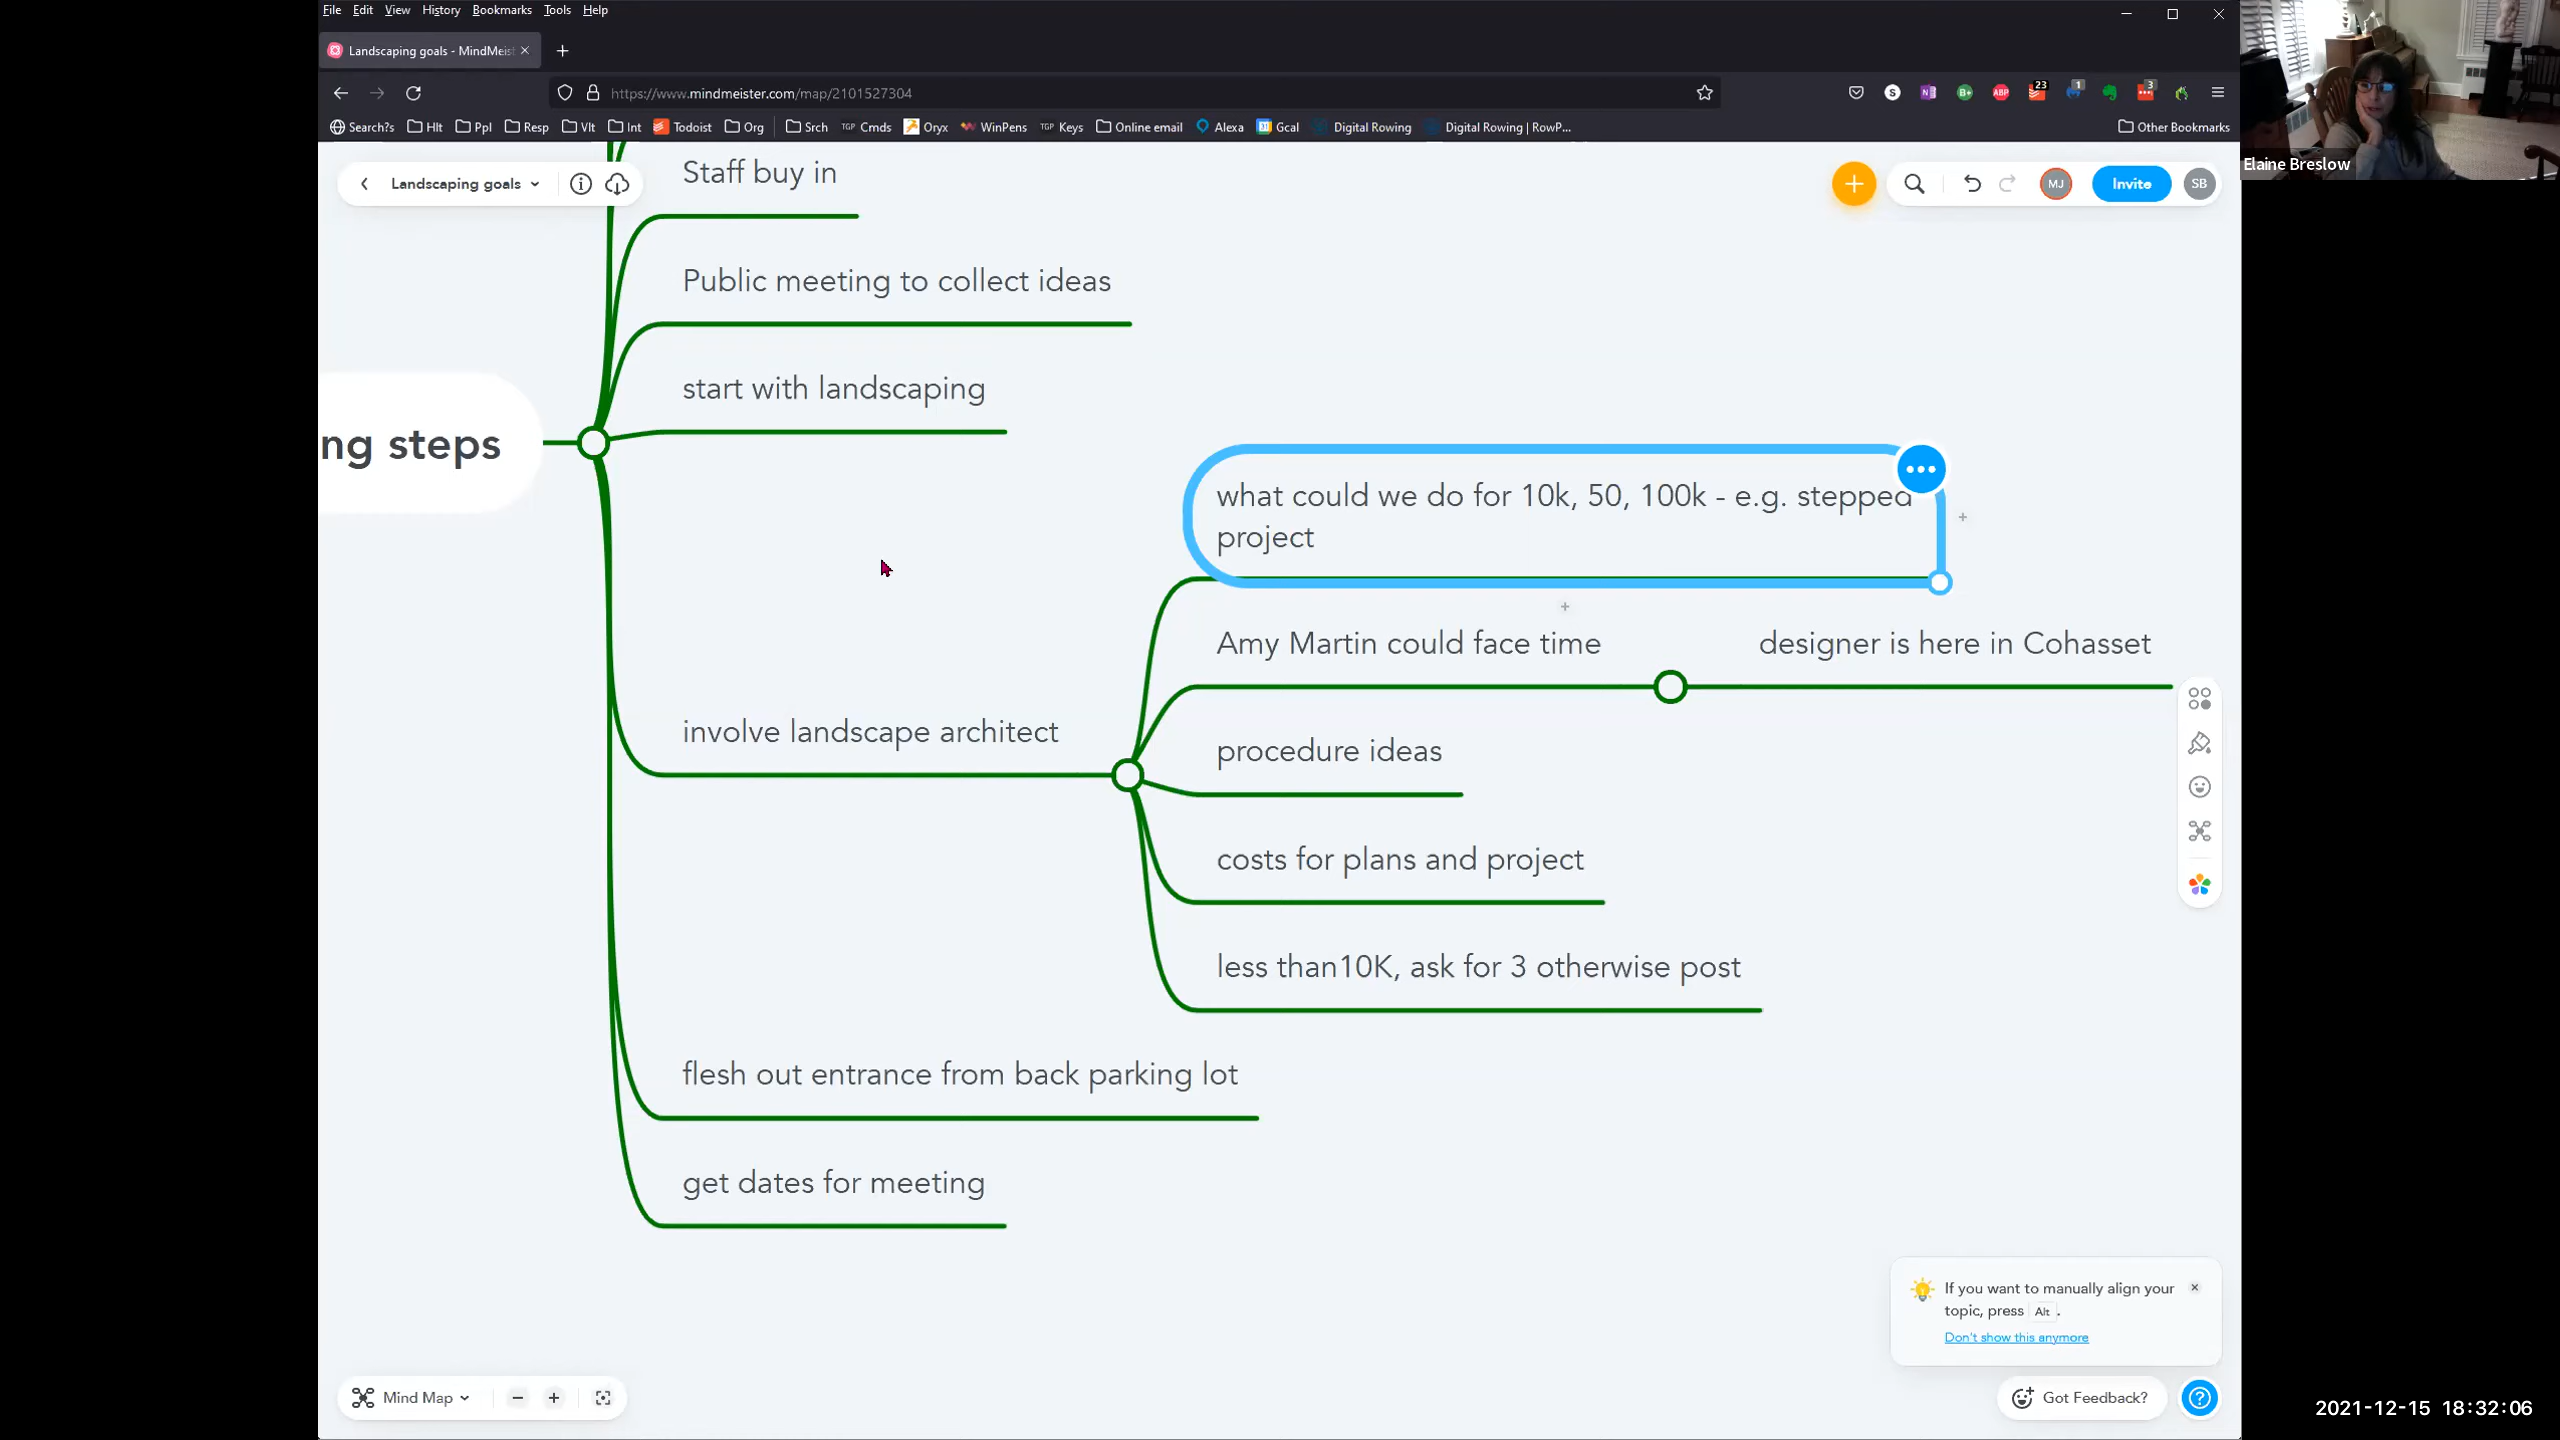 File Edit View History Bookmarks Tools Help
Landscaping goals - MindMeist
https://www.mindmeister.com/map/2101527304
S
ABP
23
1
3
Search?s Hlt Ppl Resp Vlt Int Todoist Org Srch TGP Cmds Oryx WinPens TGP Keys Online email Alexa Gcal Digital Rowing Digital Rowing | RowP... Other Bookmarks
Elaine Breslow
Landscaping goals
MJ
Invite
SB
Staff buy in
Public meeting to collect ideas
start with landscaping
ng steps
what could we do for 10k, 50, 100k - e.g. stepped
project
Amy Martin could face time
designer is here in Cohasset
involve landscape architect
procedure ideas
costs for plans and project
less than10K, ask for 3 otherwise post
flesh out entrance from back parking lot
get dates for meeting
If you want to manually align your
topic, press Alt .
Don't show this anymore
Mind Map
Got Feedback?
2021-12-15 18:32:06